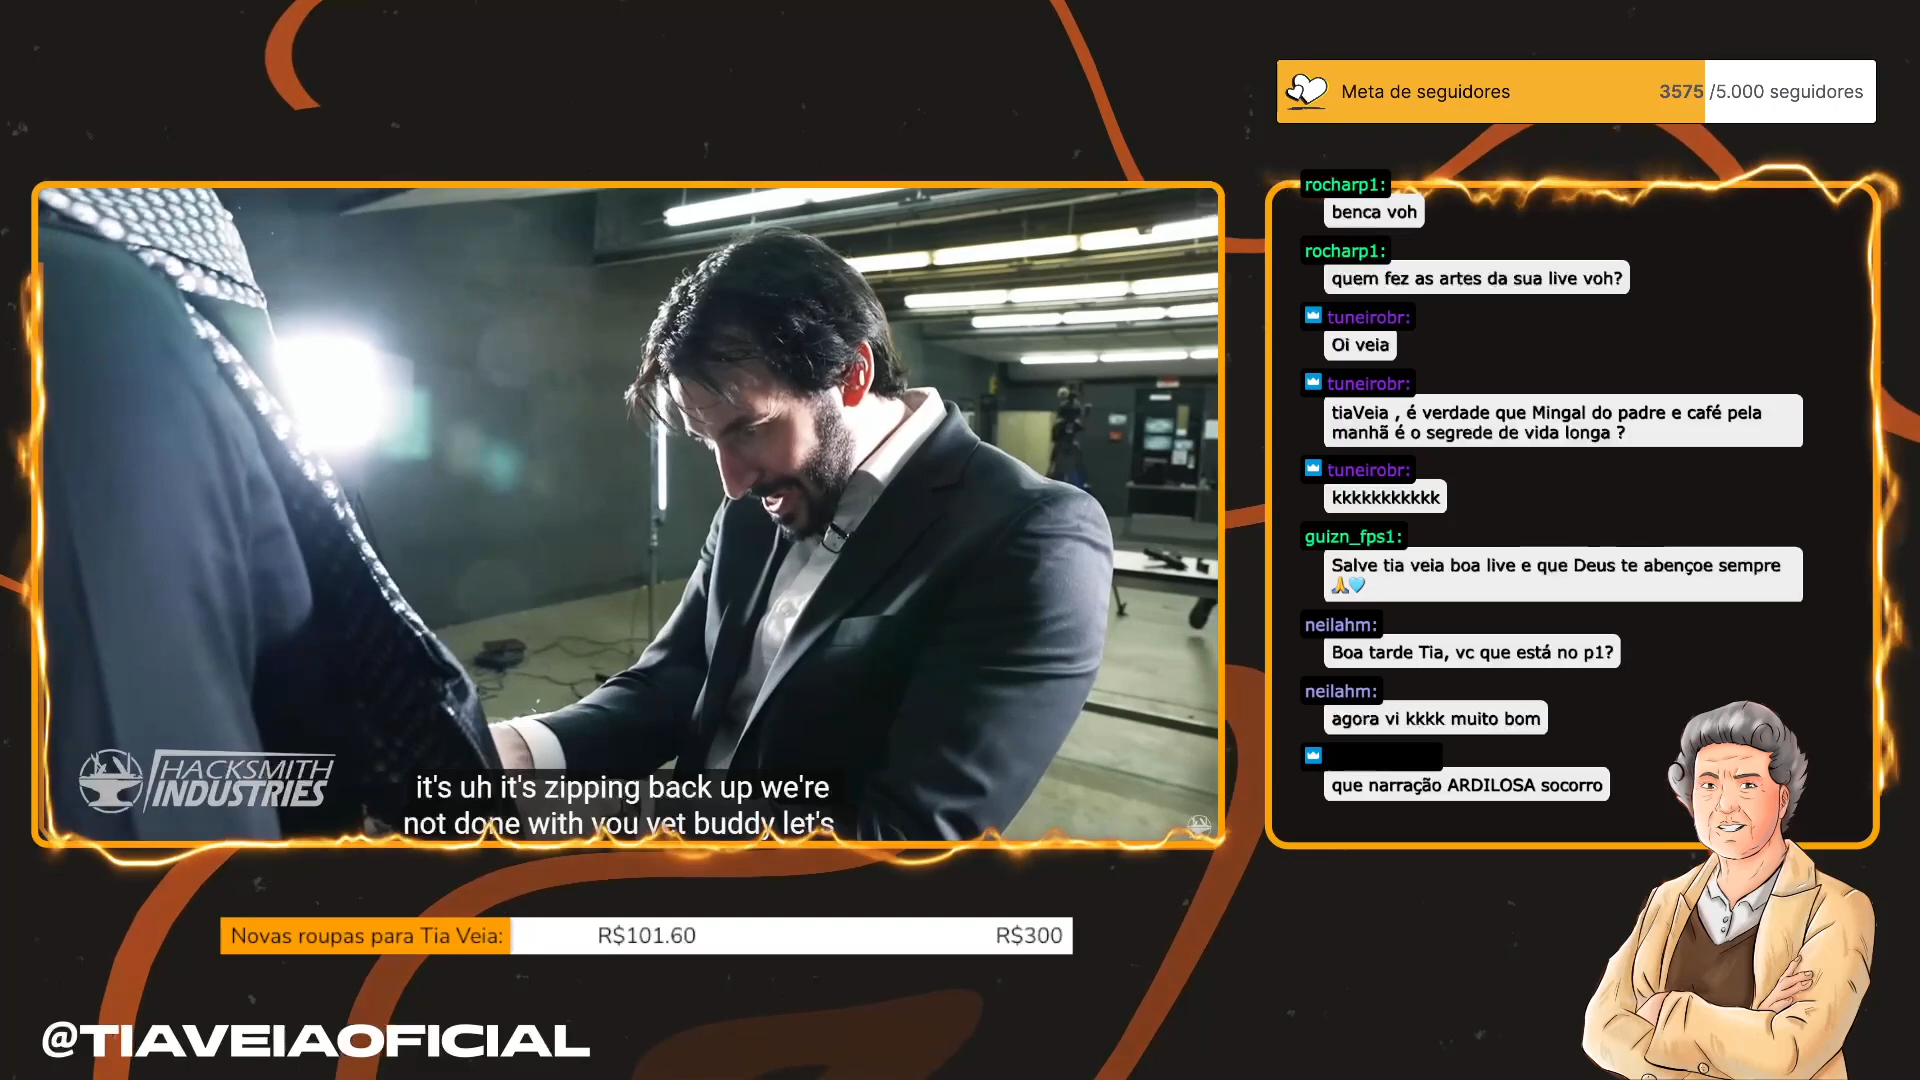 Meta de seguidores 3575 /5.000 seguidores
rocharp1:
benca voh
rocharp1:
quem fez as artes da sua live voh?
tuneirobr:
Oi veia
tuneirobr:
tiaVeia , é verdade que Mingal do padre e café pela
manhã é o segrede de vida longa ?
tuneirobr:
kkkkkkkkkkk
guizn_fps1:
Salve tia veia boa live e que Deus te abençoe sempre
🙏🩵
neilahm:
Boa tarde Tia, vc que está no p1?
neilahm:
agora vi kkkk muito bom
que narração ARDILOSA socorro
HACKSMITH
INDUSTRIES
it's uh it's zipping back up we're
not done with you yet buddy let's
Novas roupas para Tia Veia: R$101.60 R$300
@TIAVEIAOFICIAL